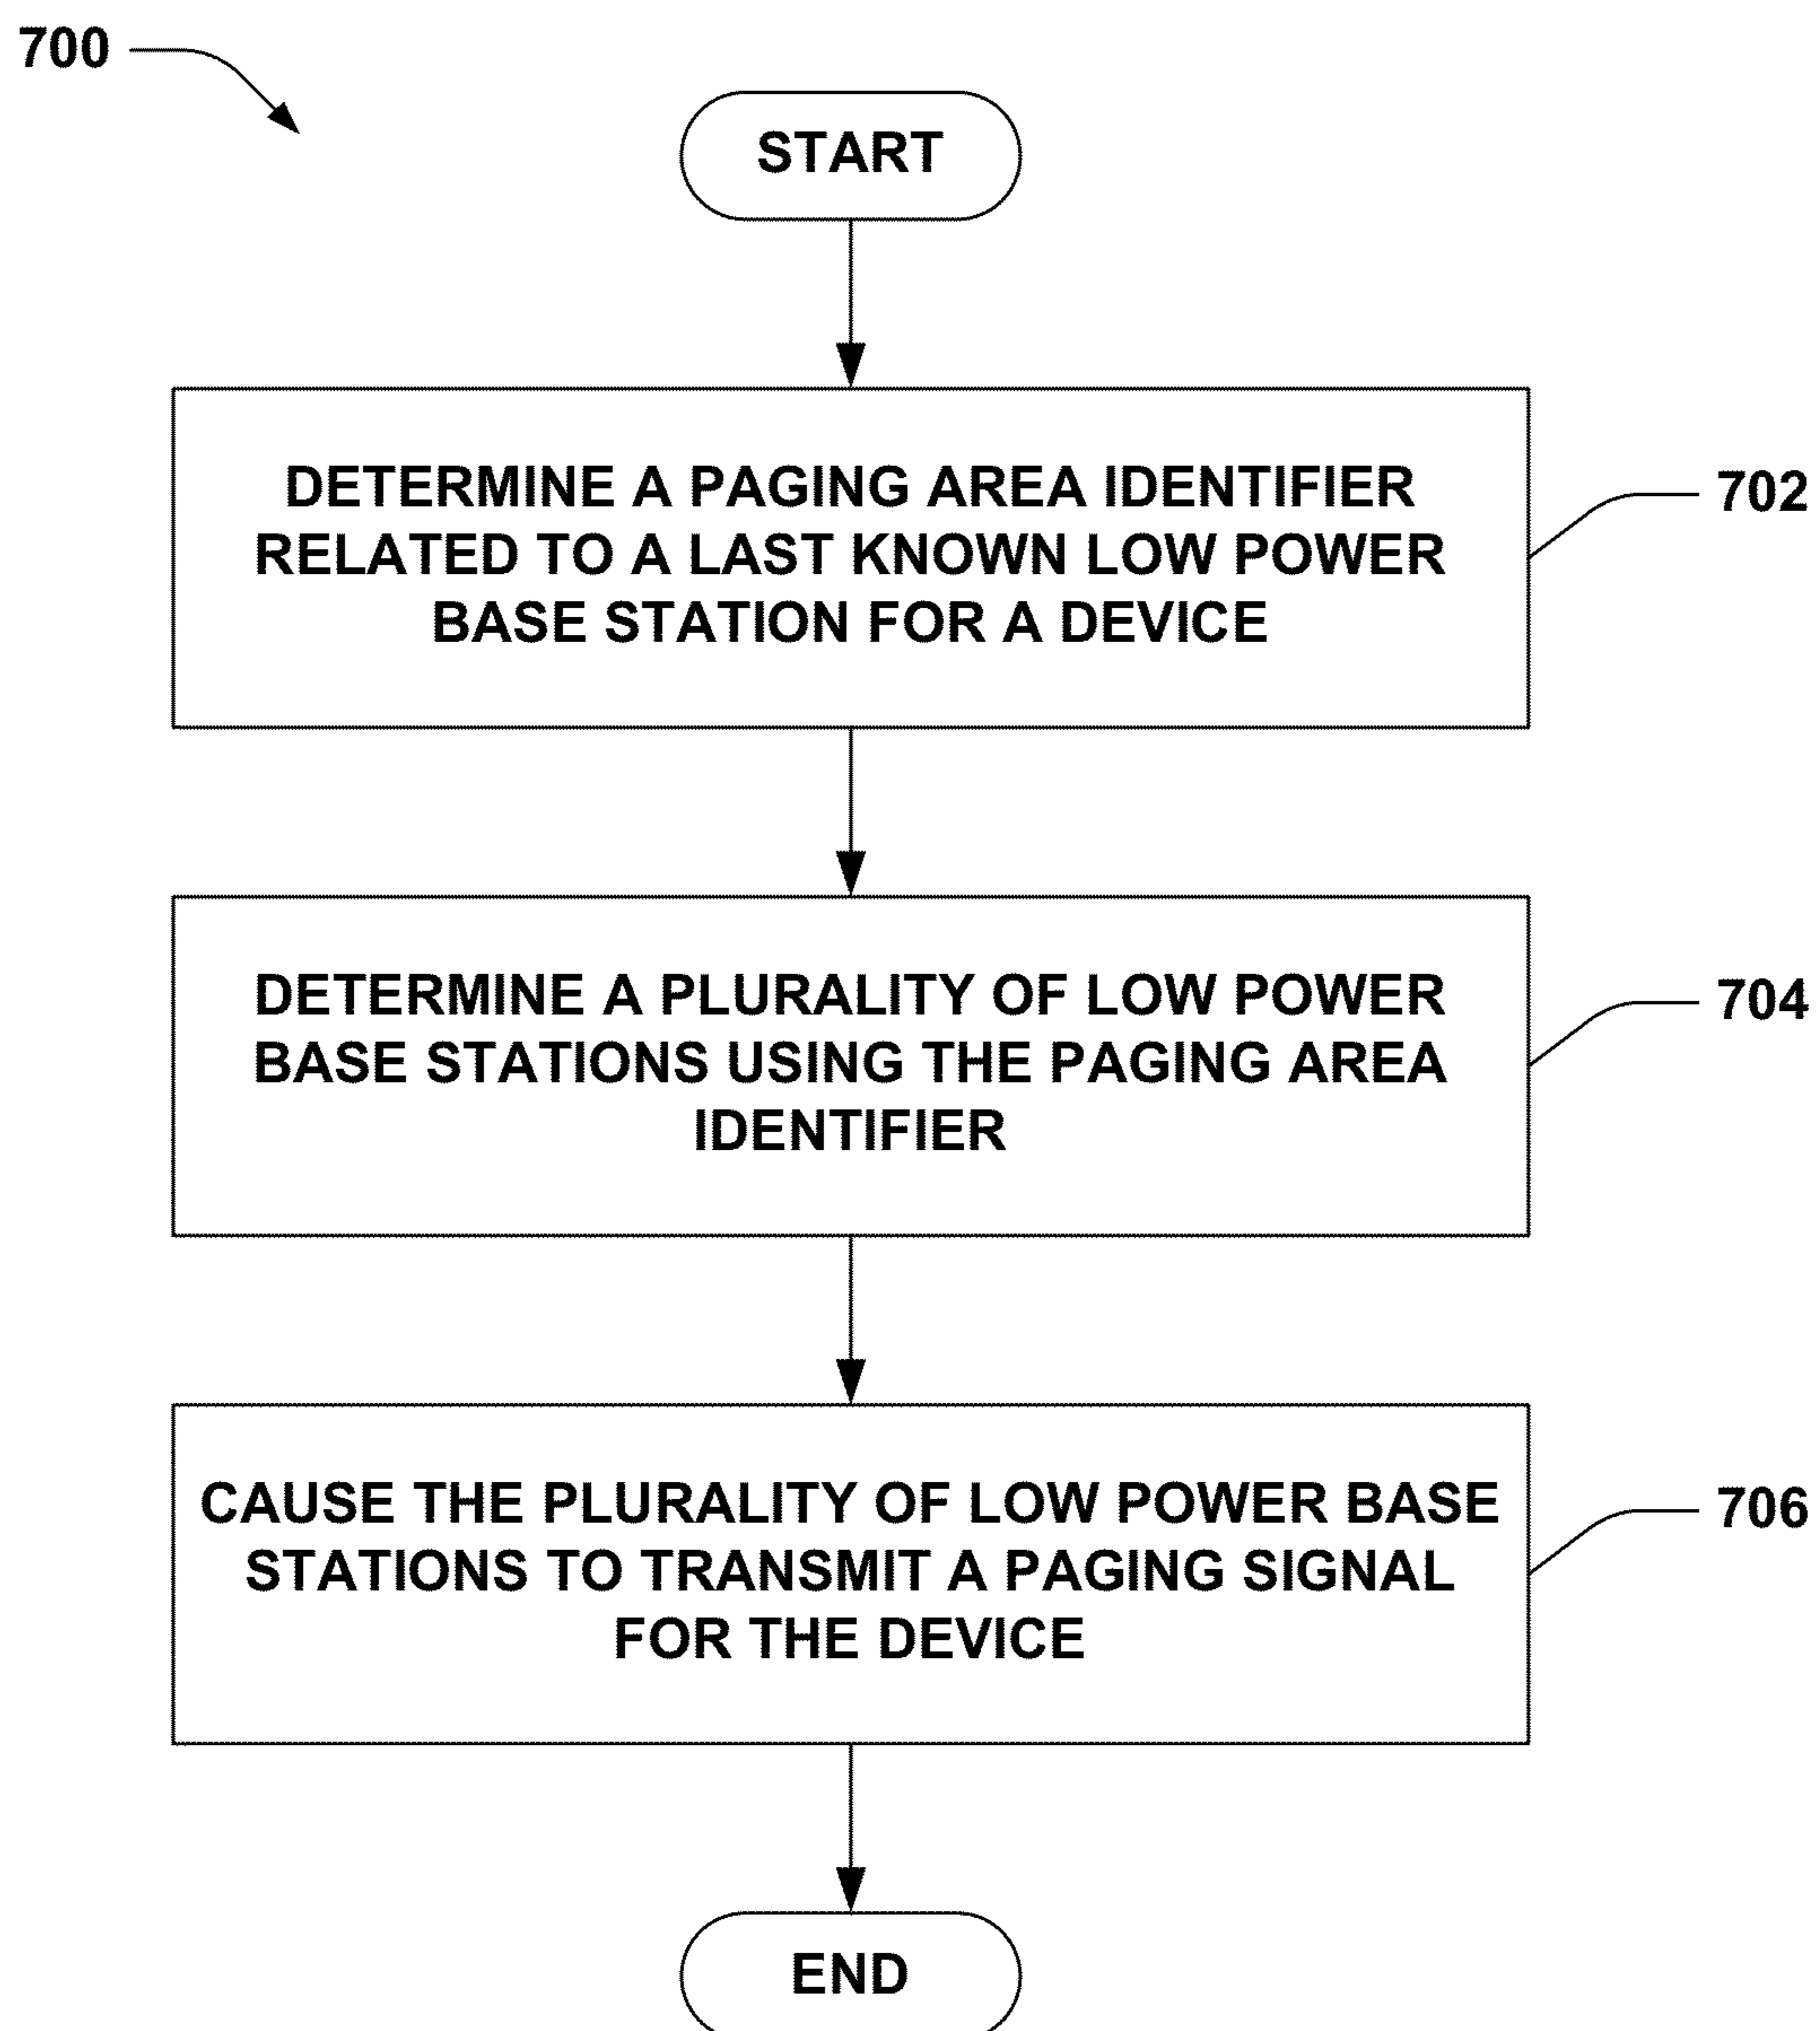 700
START
DETERMINE A PAGING AREA IDENTIFIER
RELATED TO A LAST KNOWN LOW POWER
BASE STATION FOR A DEVICE
702
DETERMINE A PLURALITY OF LOW POWER
BASE STATIONS USING THE PAGING AREA
IDENTIFIER
704
CAUSE THE PLURALITY OF LOW POWER BASE
STATIONS TO TRANSMIT A PAGING SIGNAL
FOR THE DEVICE
706
END